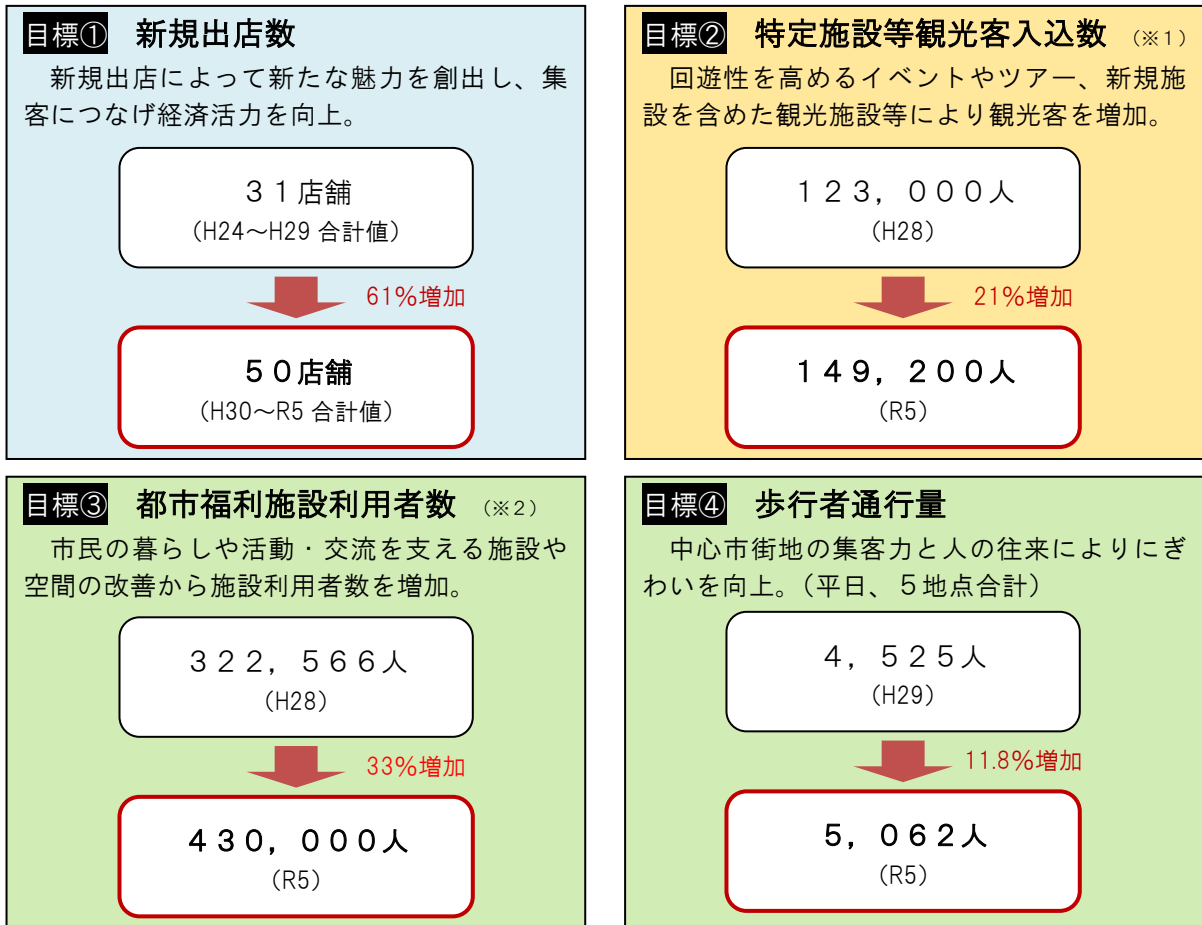 目標① 新規出店数
新規出店によって新たな魅力を創出し、集
客につなげ経済活力を向上。
３１店舗
（H24～H29 合計値）
61%増加
５０店舗
（H30～R5 合計値）
目標② 特定施設等観光客入込数 （※１）
回遊性を高めるイベントやツアー、新規施
設を含めた観光施設等により観光客を増加。
１２３，０００人
（H28）
21%増加
１４９，２００人
（R5）
目標③ 都市福利施設利用者数 （※２）
市民の暮らしや活動・交流を支える施設や
空間の改善から施設利用者数を増加。
３２２，５６６人
（H28）
33%増加
４３０，０００人
（R5）
目標④ 歩行者通行量
中心市街地の集客力と人の往来によりにぎ
わいを向上。（平日、５地点合計）
４，５２５人
（H29）
11.8%増加
５，０６２人
（R5）